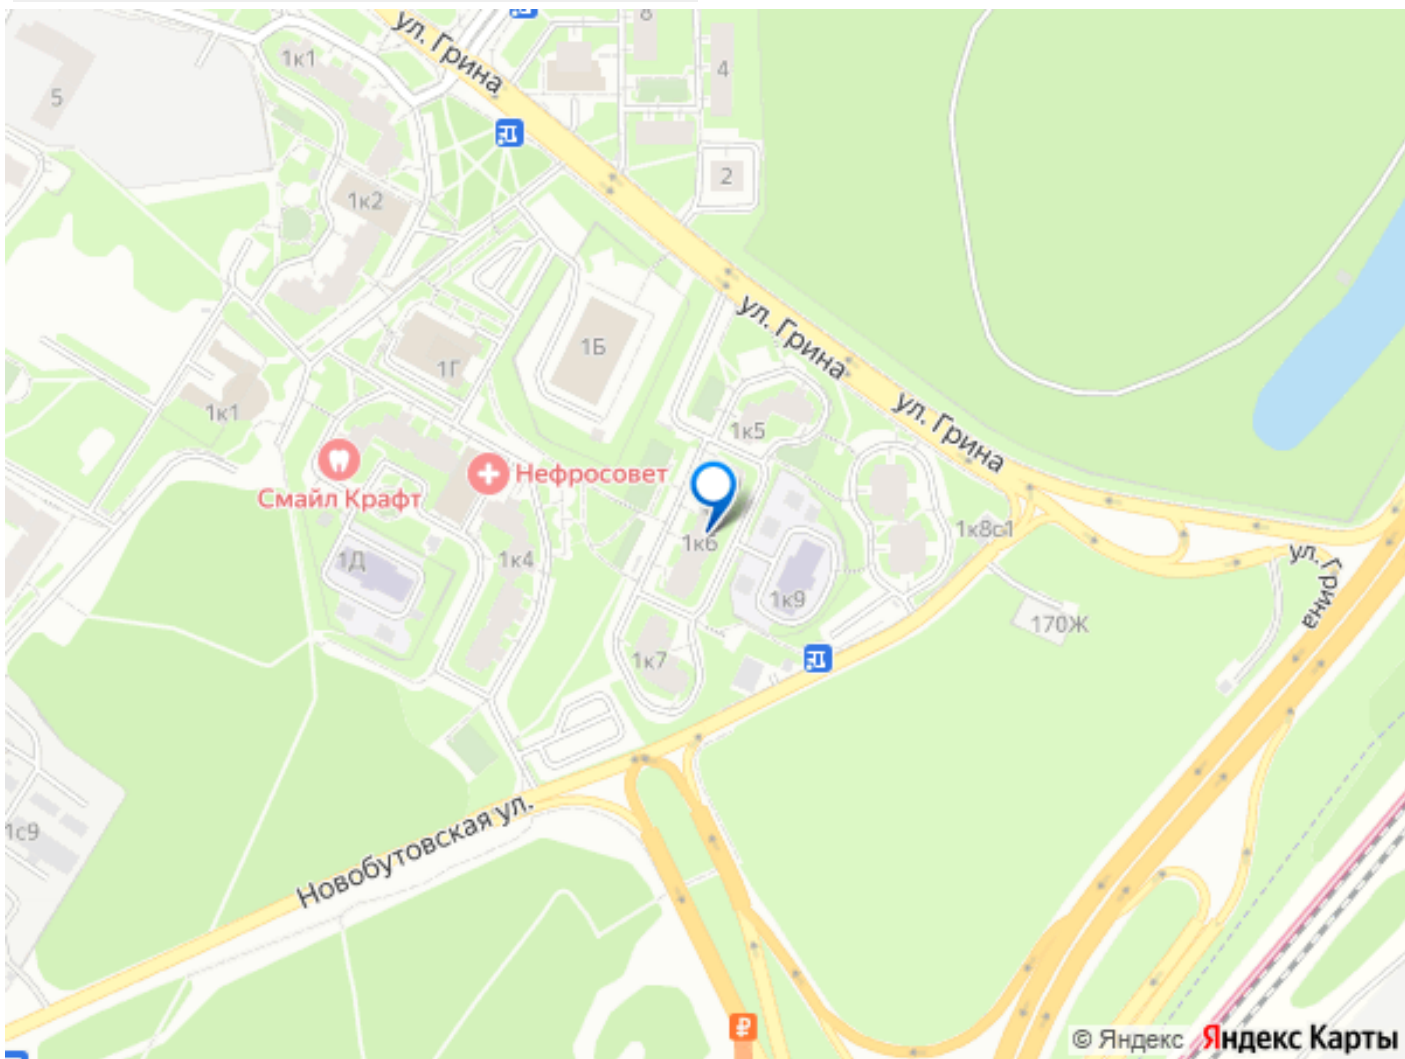 8
ул. Грина
1к1
4
5
2
1к2
ул. Грина
1Б
1Г
ул. Грина
1к1
1к5
Нефросовет
Смайл Крафт
1к8с1
1к6
ул. Грина
1Д
1к4
1к9
170Ж
1к7
Новобутовская ул.
1с9
© Яндекс Яндекс Карты